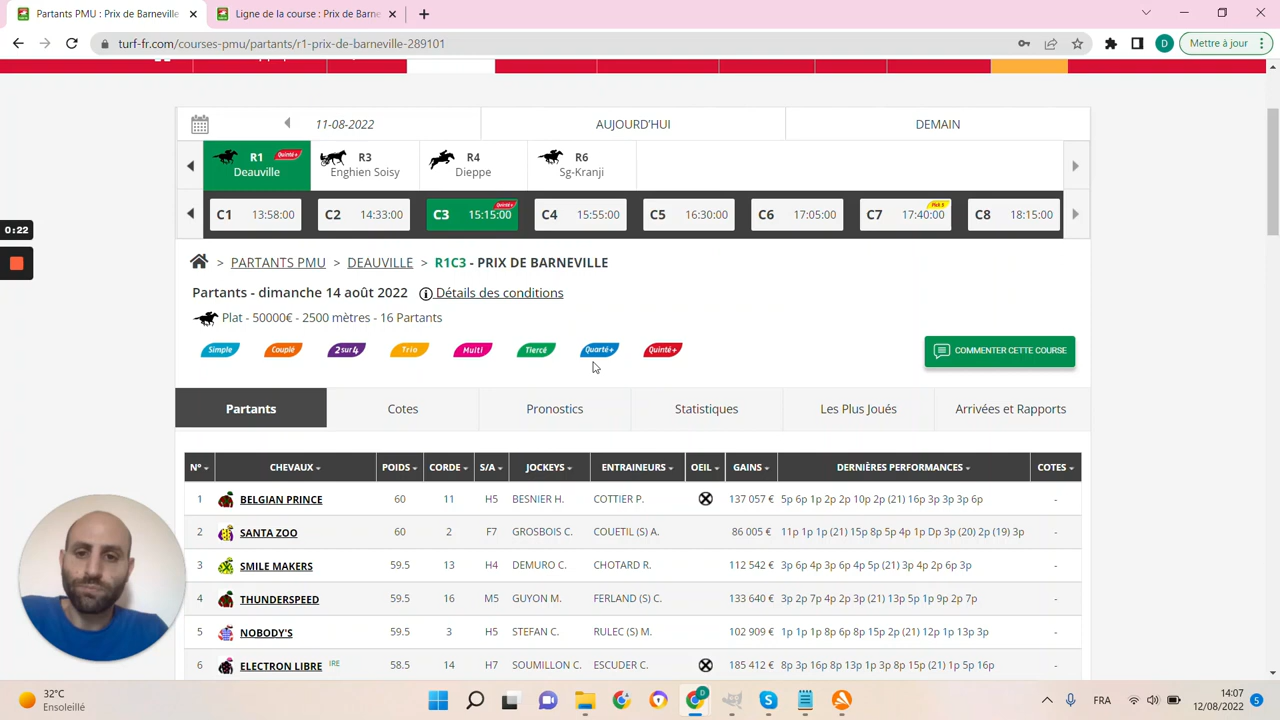 Partants PMU : Prix de Barneville
Ligne de la course : Prix de Barne
turf-fr.com/courses-pmu/partants/r1-prix-de-barneville-289101
Mettre à jour
11-08-2022 AUJOURD'HUI DEMAIN
R1 Quinté+ R3 R4 R6
Deauville Enghien Soisy Dieppe Sg-Kranji
C1 13:58:00 C2 14:33:00 C3 15:15:00 Quinté+ C4 15:55:00 C5 16:30:00 C6 17:05:00 C7 17:40:00 Pick 5 C8 18:15:00
0:22
> PARTANTS PMU > DEAUVILLE > R1C3 - PRIX DE BARNEVILLE
Partants - dimanche 14 août 2022 Détails des conditions
Plat - 50000€ - 2500 mètres - 16 Partants
Simple Couplé 2 sur 4 Trio Multi Tiercé Quarté+ Quinté+
COMMENTER CETTE COURSE
Partants Cotes Pronostics Statistiques Les Plus Joués Arrivées et Rapports
N° CHEVAUX POIDS CORDE S/A JOCKEYS ENTRAINEURS OEIL GAINS DERNIÈRES PERFORMANCES COTES
1 BELGIAN PRINCE 60 11 H5 BESNIER H. COTTIER P. 137 057 € 5p 6p 1p 2p 2p 10p 2p (21) 16p 3p 3p 3p 6p -
2 SANTA ZOO 60 2 F7 GROSBOIS C. COUETIL (S) A. 86 005 € 11p 1p 1p (21) 15p 8p 5p 4p 1p Dp 3p (20) 2p (19) 3p -
3 SMILE MAKERS 59.5 13 H4 DEMURO C. CHOTARD R. 112 542 € 3p 6p 4p 3p 6p 4p 5p (21) 3p 4p 2p 6p 3p -
4 THUNDERSPEED 59.5 16 M5 GUYON M. FERLAND (S) C. 133 640 € 3p 2p 7p 4p 2p 3p (21) 13p 5p 1p 9p 2p 7p -
5 NOBODY'S 59.5 3 H5 STEFAN C. RULEC (S) M. 102 909 € 1p 1p 1p 8p 6p 8p 15p 2p (21) 12p 1p 13p 3p -
6 ELECTRON LIBRE IRE 58.5 14 H7 SOUMILLON C. ESCUDER C. 185 412 € 8p 3p 16p 8p 13p 1p 3p 8p 15p (21) 1p 5p 16p -
32°C
Ensoleillé
FRA
14:07
12/08/2022
5